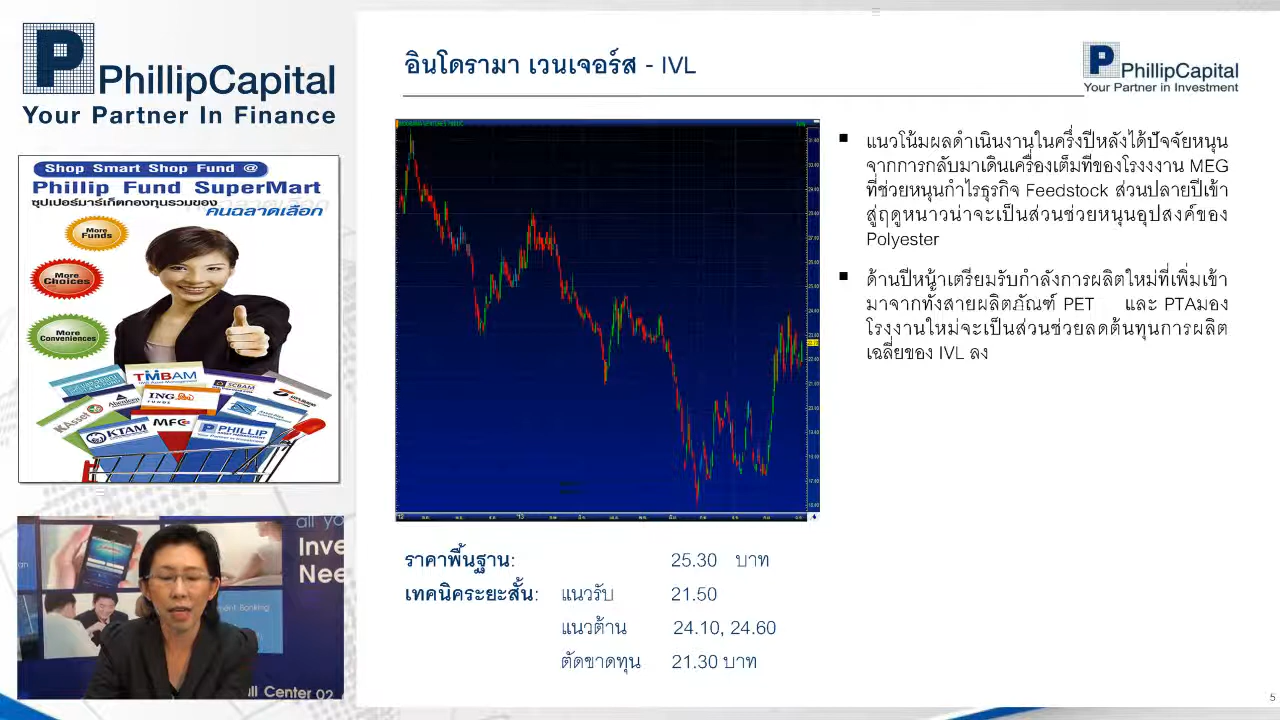 PhillipCapital
Your Partner In Finance
Shop Smart Shop Fund @
Phillip Fund SuperMart
ซุปเปอร์มาร์เก็ตกองทุนรวมของ
คนฉลาดเลือก
More
Funds
More
Choices
More
Conveniences
TMBAM
SCBAM
ING
FUNDS
Aberdeen
KAsset
MFC
KTAM
PHILLIP
all yo
Inve
Nee
ment Banking
all Center 02
อินโดรามา เวนเจอร์ส - IVL
PhillipCapital
Your Partner in Investment
▪ แนวโน้มผลดำเนินงานในครึ่งปีหลังได้ปัจจัยหนุน
จากการกลับมาเดินเครื่องเต็มที่ของโรงงาน MEG
ที่ช่วยหนุนกำไรธุรกิจ Feedstock ส่วนปลายปีเข้า
สู่ฤดูหนาวน่าจะเป็นส่วนช่วยหนุนอุปสงค์ของ
Polyester
▪ ด้านปีหน้าเตรียมรับกำลังการผลิตใหม่ที่เพิ่มเข้า
มาจากทั้งสายผลิตภัณฑ์ PET และ PTAมอง
โรงงานใหม่จะเป็นส่วนช่วยลดต้นทุนการผลิต
เฉลี่ยของ IVL ลง
ราคาพื้นฐาน: 25.30 บาท
เทคนิคระยะสั้น: แนวรับ 21.50
แนวต้าน 24.10, 24.60
ตัดขาดทุน 21.30 บาท
5